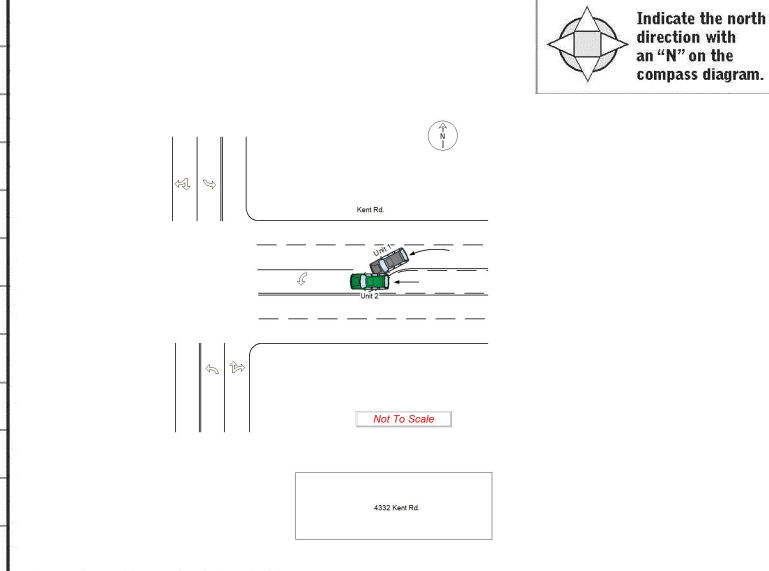 Indicate the north
direction with
an “N” on the
compass diagram.
N
Kent Rd.
Unit 1
Unit 2
Not To Scale
4332 Kent Rd.